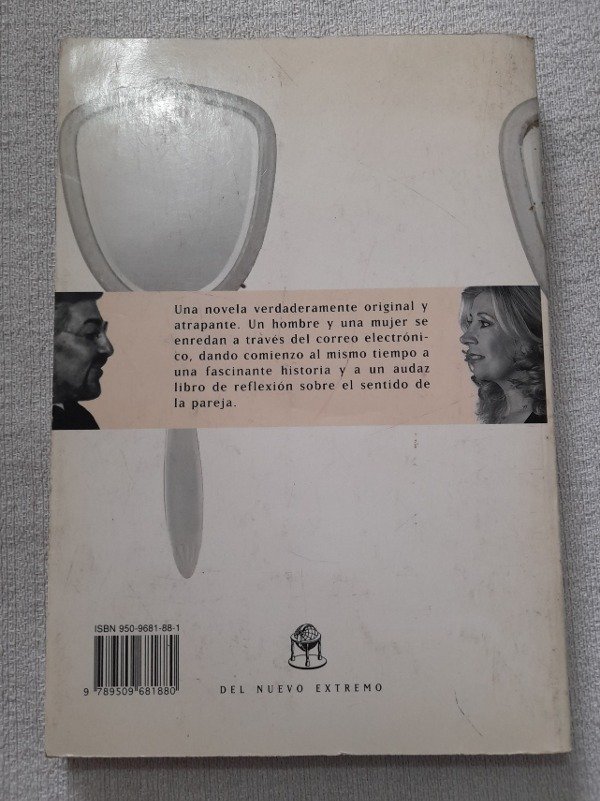 Una novela verdaderamente original y
atrapante. Un hombre y una mujer se
enredan a través del correo electróni-
co, dando comienzo al mismo tiempo a
una fascinante historia y a un audaz
libro de reflexión sobre el sentido de
la pareja.
ISBN 950-9681-88-1
9 789509 681880
DEL NUEVO EXTREMO